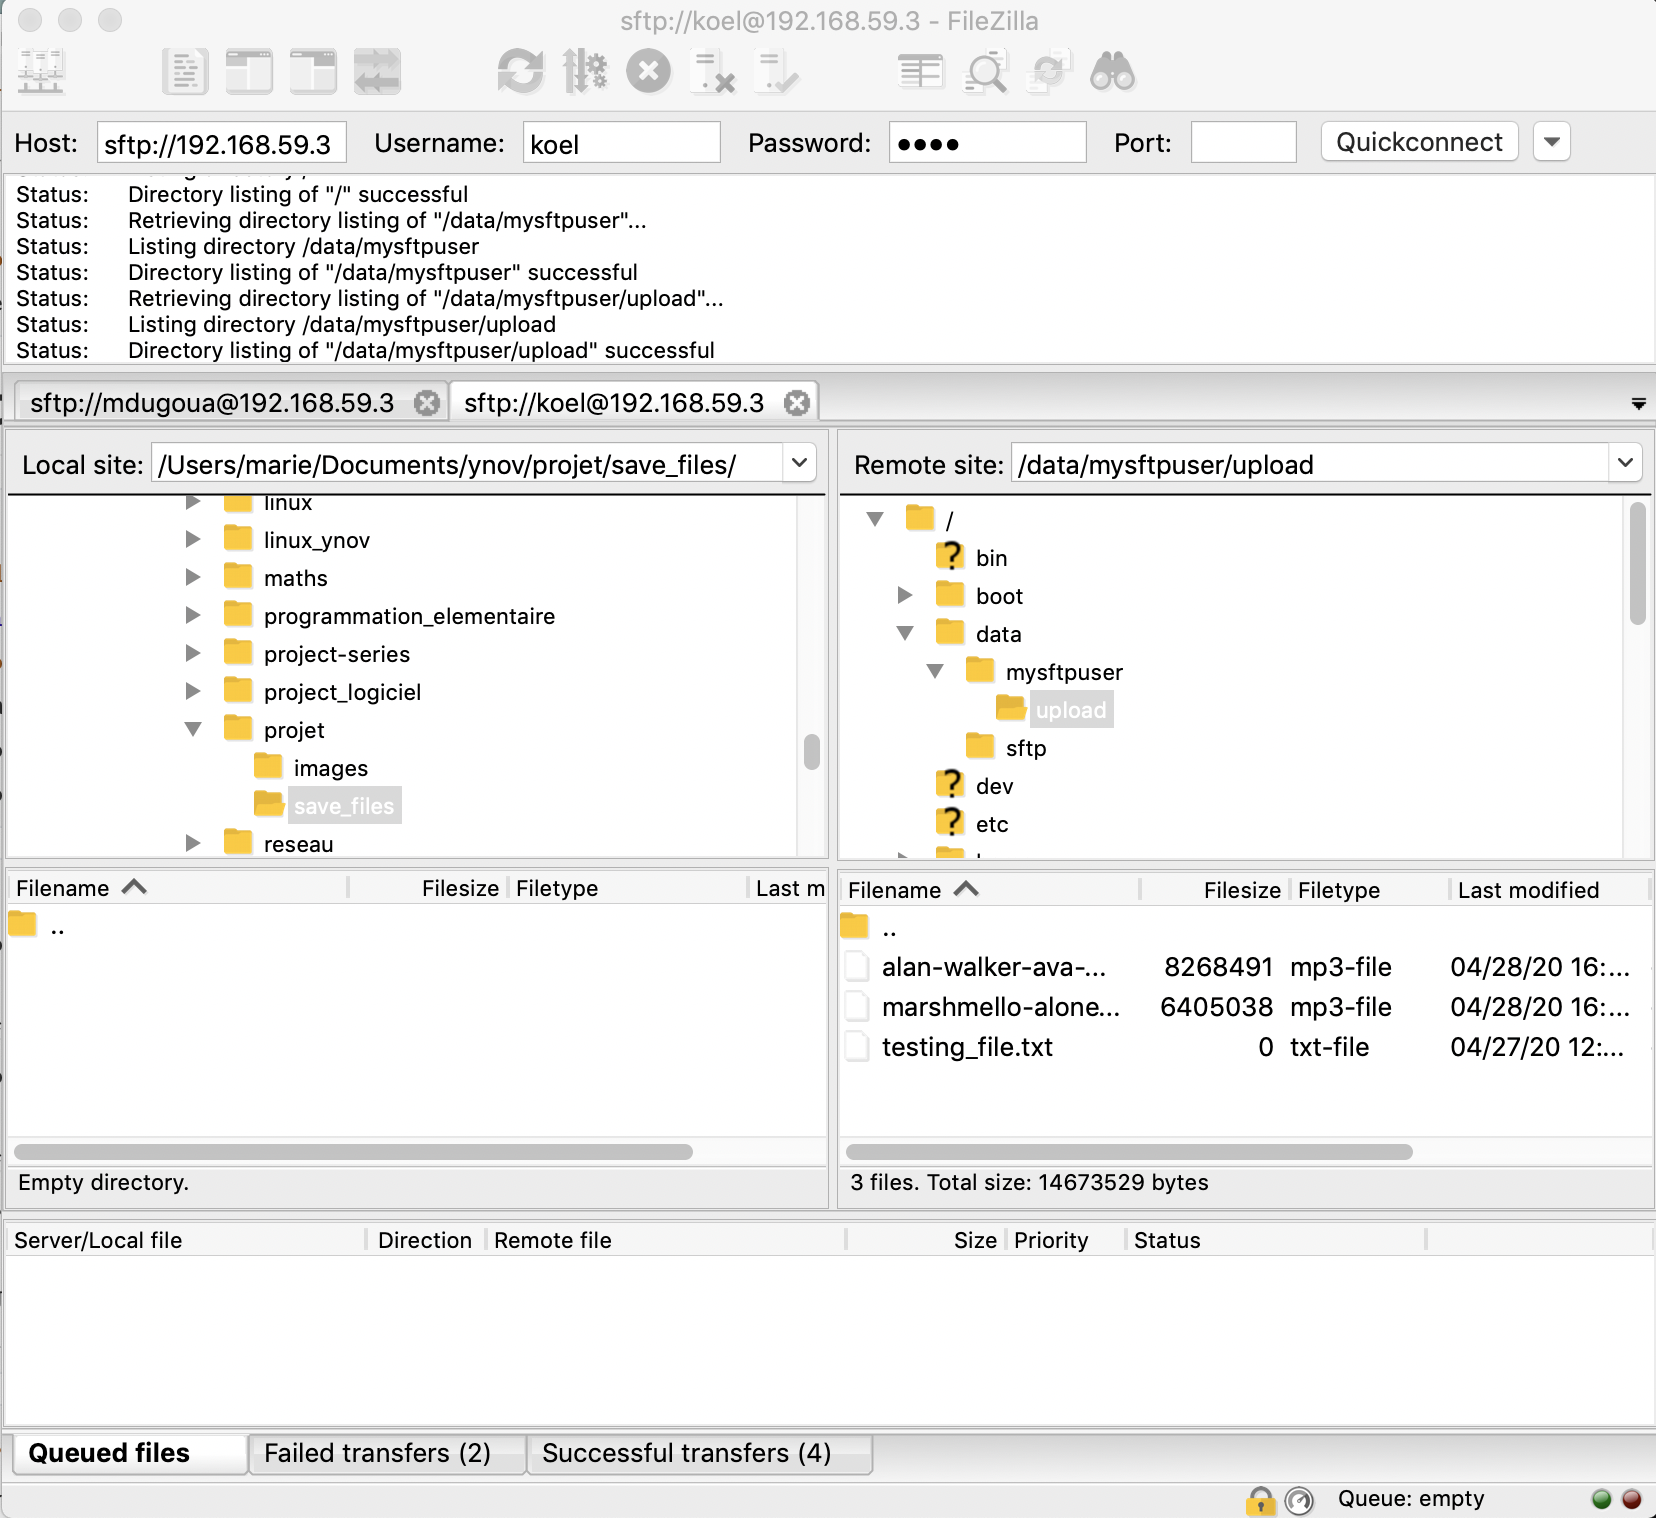 sftp://koel@192.168.59.3 - FileZilla
Host: sftp://192.168.59.3 Username: koel Password: •••• Port: Quickconnect
Status: Directory listing of "/" successful
Status: Retrieving directory listing of "/data/mysftpuser"...
Status: Listing directory /data/mysftpuser
Status: Directory listing of "/data/mysftpuser" successful
Status: Retrieving directory listing of "/data/mysftpuser/upload"...
Status: Listing directory /data/mysftpuser/upload
Status: Directory listing of "/data/mysftpuser/upload" successful
sftp://mdugoua@192.168.59.3 sftp://koel@192.168.59.3
Local site: /Users/marie/Documents/ynov/projet/save_files/
linux
linux_ynov
maths
programmation_elementaire
project-series
project_logiciel
projet
images
save_files
reseau
Filename Filesize Filetype Last m
..
Empty directory.
Remote site: /data/mysftpuser/upload
/
? bin
boot
data
mysftpuser
upload
sftp
? dev
? etc
Filename Filesize Filetype Last modified
..
alan-walker-ava-... 8268491 mp3-file 04/28/20 16:...
marshmello-alone... 6405038 mp3-file 04/28/20 16:...
testing_file.txt 0 txt-file 04/27/20 12:...
3 files. Total size: 14673529 bytes
Server/Local file Direction Remote file Size Priority Status
Queued files Failed transfers (2) Successful transfers (4)
Queue: empty